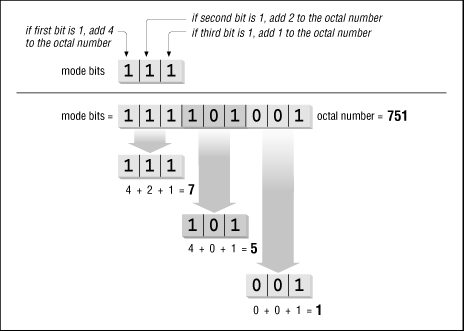 if second bit is 1, add 2 to the octal number
if first bit is 1, add 4
to the octal number
if third bit is 1, add 1 to the octal number
mode bits 1 1 1
mode bits = 1 1 1 1 0 1 0 0 1 octal number = 751
1 1 1
4 + 2 + 1 = 7
1 0 1
4 + 0 + 1 = 5
0 0 1
0 + 0 + 1 = 1